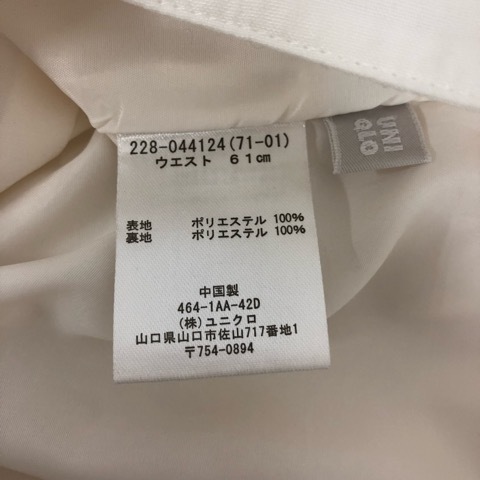 228-044124(71-01)
ウエスト 61cm
表地 ポリエステル 100%
裏地 ポリエステル 100%
中国製
464-1AA-42D
(株)ユニクロ
山口県山口市佐山717番地1
〒754-0894
UNI
QLO